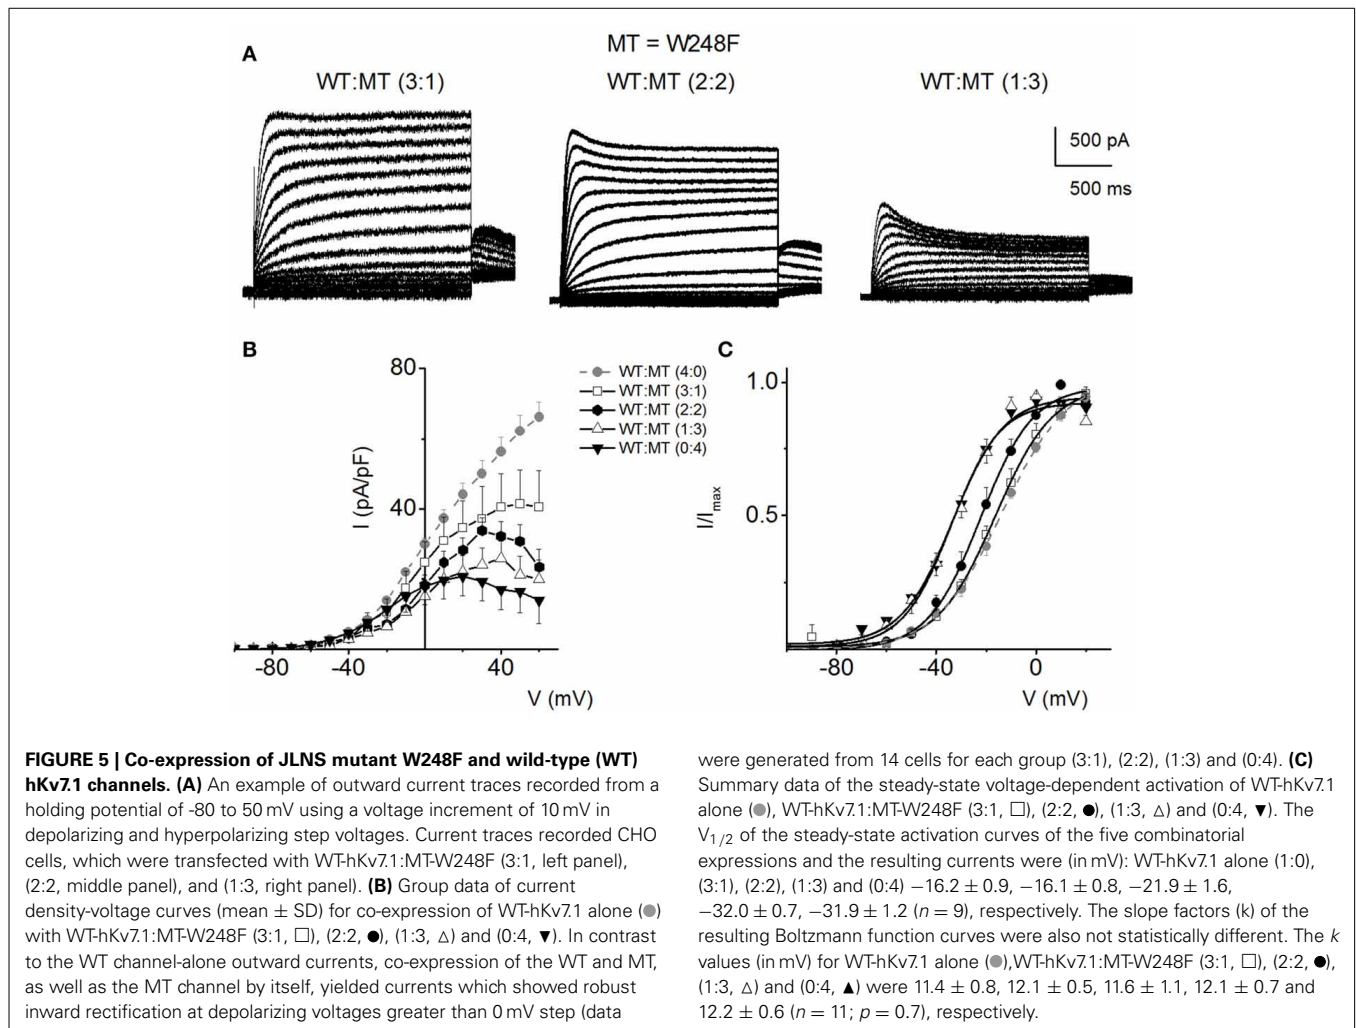 A
MT = W248F
WT:MT (3:1)
WT:MT (2:2)
WT:MT (1:3)
500 pA
500 ms
B
80
40
I (pA/pF)
-80
-40
40
V (mV)
WT:MT (4:0)
WT:MT (3:1)
WT:MT (2:2)
WT:MT (1:3)
WT:MT (0:4)
C
1.0
0.5
I/Imax
-80
-40
0
V (mV)
FIGURE 5 | Co-expression of JLNS mutant W248F and wild-type (WT)
hKv7.1 channels. (A) An example of outward current traces recorded from a
holding potential of -80 to 50 mV using a voltage increment of 10 mV in
depolarizing and hyperpolarizing step voltages. Current traces recorded CHO
cells, which were transfected with WT-hKv7.1:MT-W248F (3:1, left panel),
(2:2, middle panel), and (1:3, right panel). (B) Group data of current
density-voltage curves (mean ± SD) for co-expression of WT-hKv7.1 alone (●)
with WT-hKv7.1:MT-W248F (3:1, □), (2:2, ●), (1:3, △) and (0:4, ▼). In contrast
to the WT channel-alone outward currents, co-expression of the WT and MT,
as well as the MT channel by itself, yielded currents which showed robust
inward rectification at depolarizing voltages greater than 0 mV step (data
were generated from 14 cells for each group (3:1), (2:2), (1:3) and (0:4). (C)
Summary data of the steady-state voltage-dependent activation of WT-hKv7.1
alone (●), WT-hKv7.1:MT-W248F (3:1, □), (2:2, ●), (1:3, △) and (0:4, ▼). The
V1/2 of the steady-state activation curves of the five combinatorial
expressions and the resulting currents were (in mV): WT-hKv7.1 alone (1:0),
(3:1), (2:2), (1:3) and (0:4) −16.2 ± 0.9, −16.1 ± 0.8, −21.9 ± 1.6,
−32.0 ± 0.7, −31.9 ± 1.2 (n = 9), respectively. The slope factors (k) of the
resulting Boltzmann function curves were also not statistically different. The k
values (in mV) for WT-hKv7.1 alone (●),WT-hKv7.1:MT-W248F (3:1, □), (2:2, ●),
(1:3, △) and (0:4, ▲) were 11.4 ± 0.8, 12.1 ± 0.5, 11.6 ± 1.1, 12.1 ± 0.7 and
12.2 ± 0.6 (n = 11; p = 0.7), respectively.